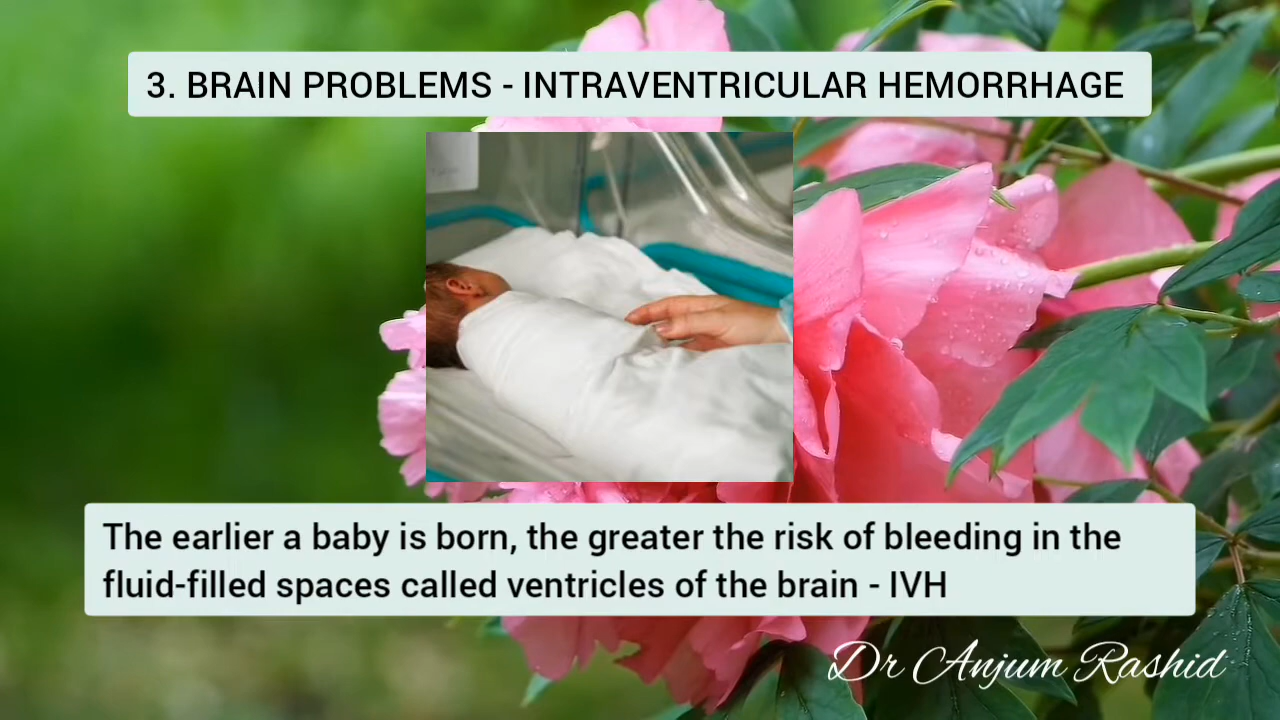 3. BRAIN PROBLEMS - INTRAVENTRICULAR HEMORRHAGE
The earlier a baby is born, the greater the risk of bleeding in the
fluid-filled spaces called ventricles of the brain - IVH
Dr Anjum Rashid